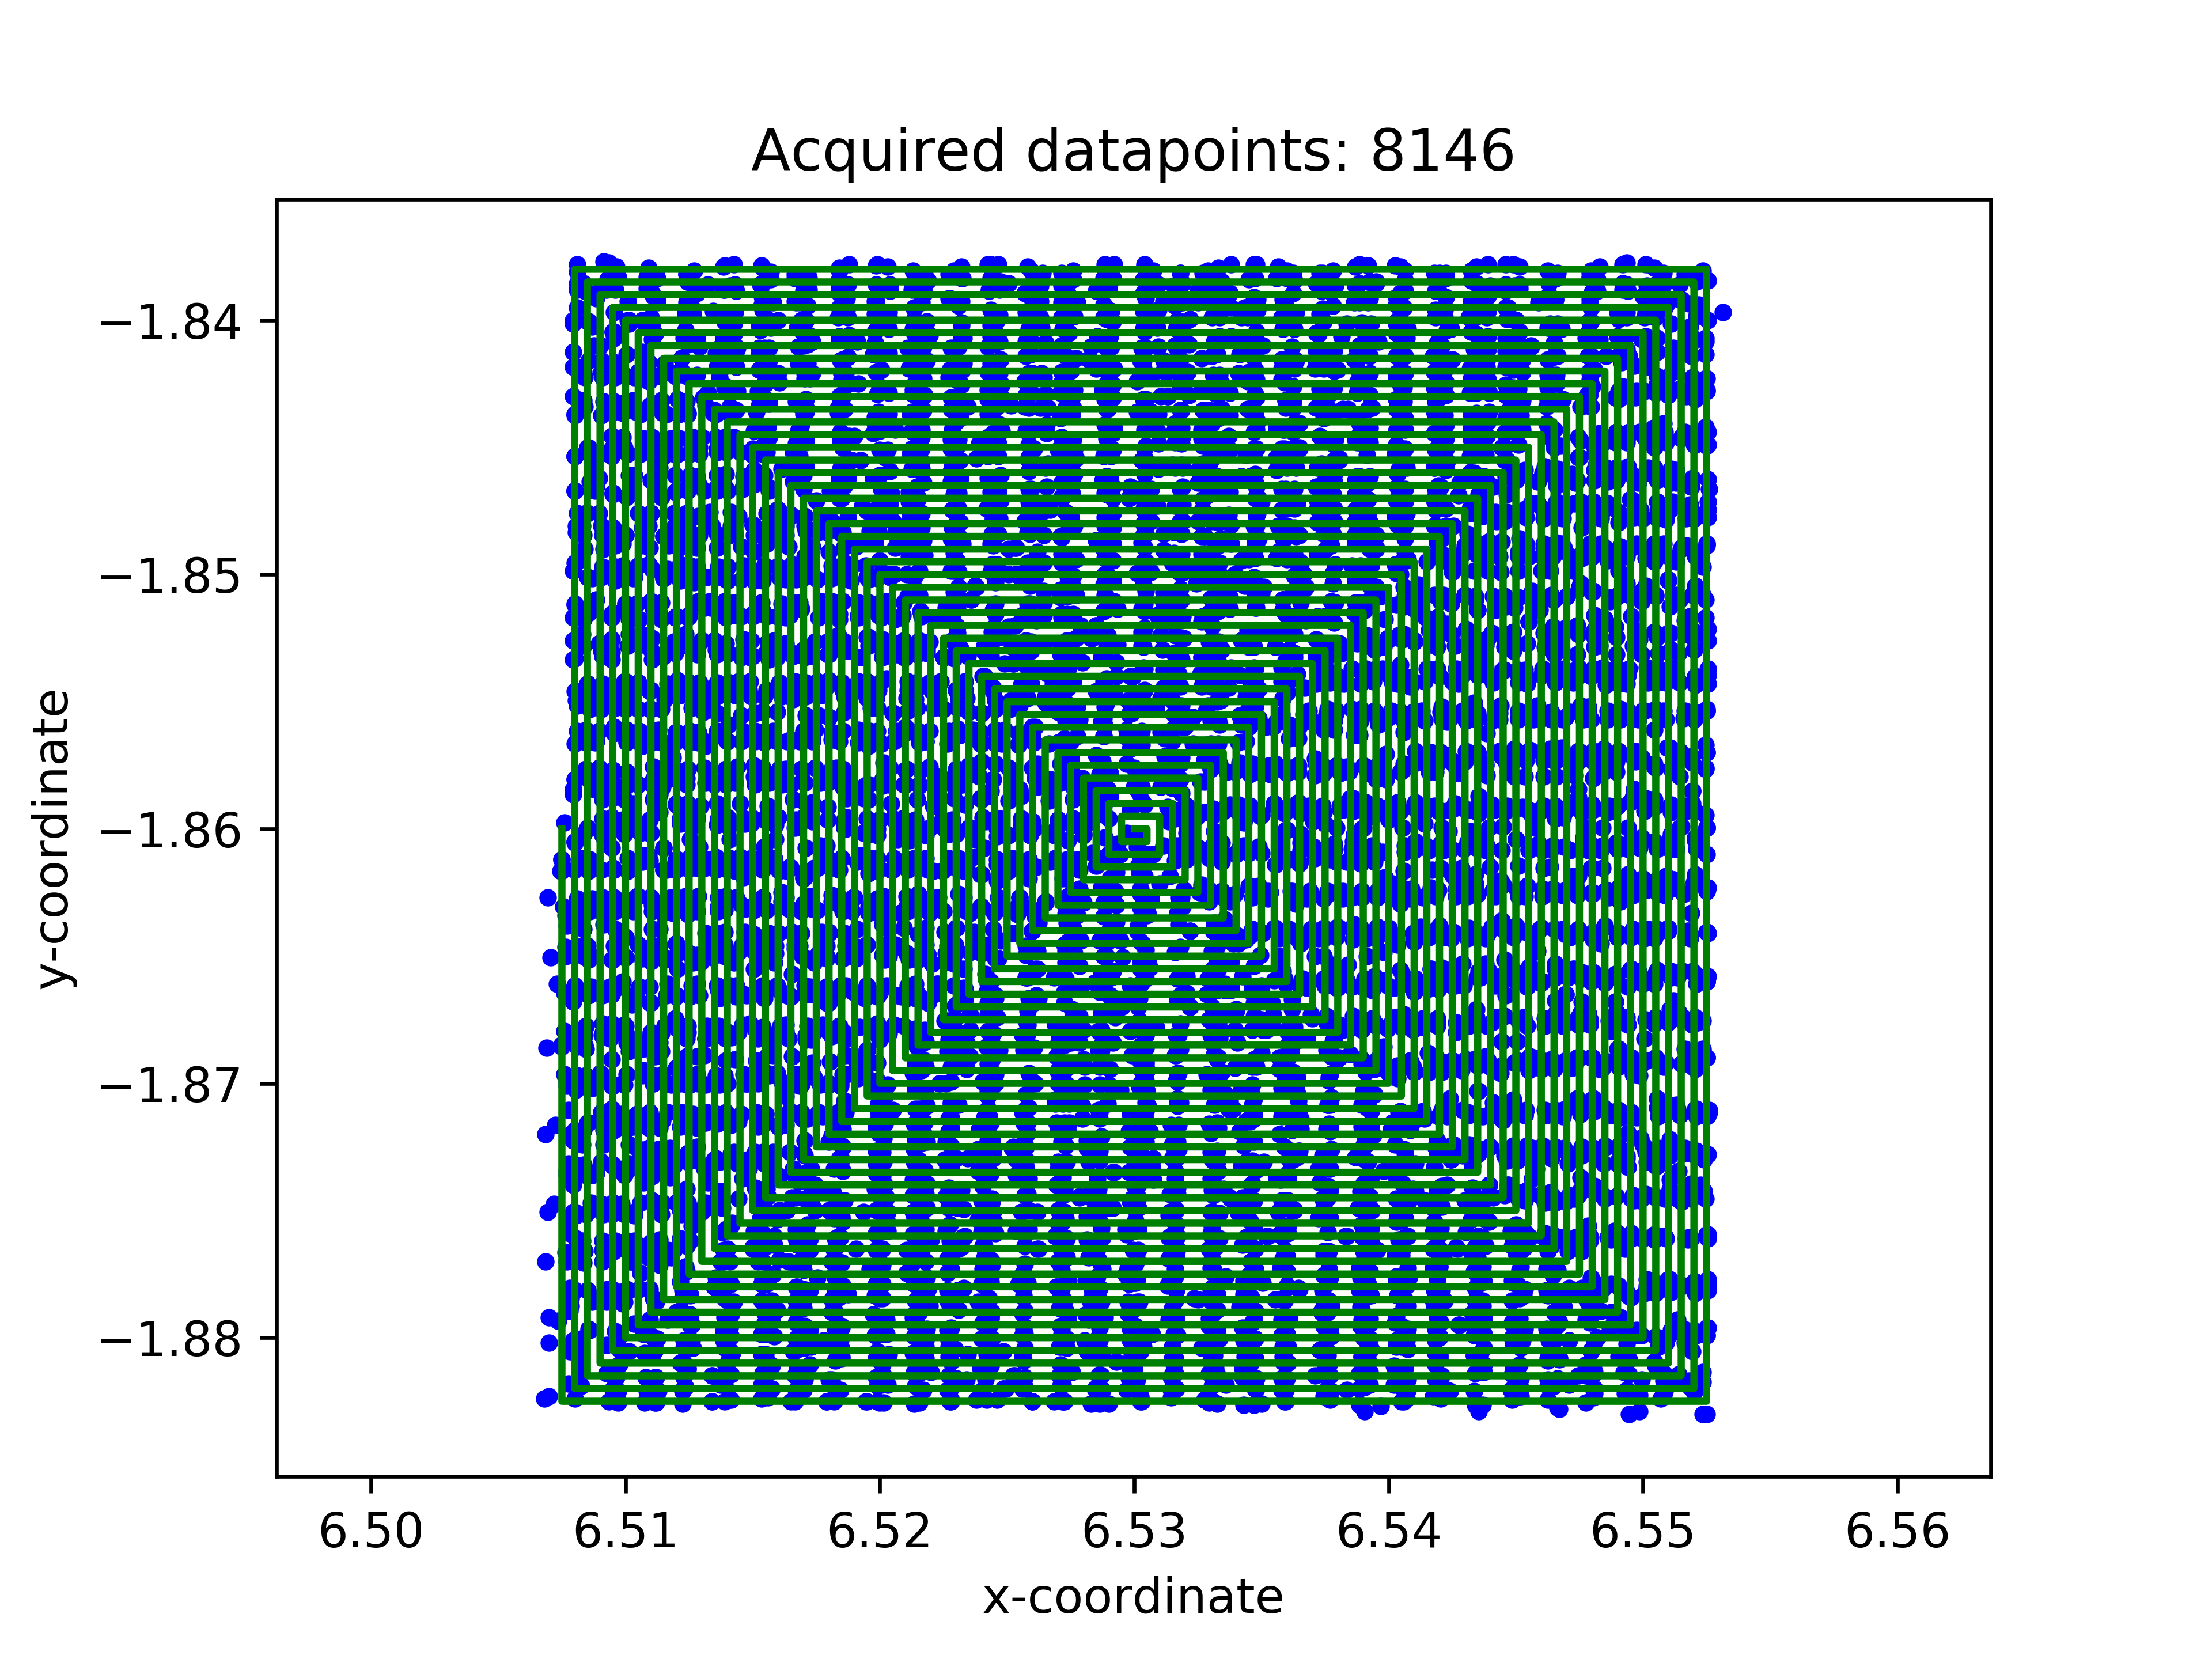 Acquired datapoints: 8146
−1.84
−1.85
−1.86
−1.87
−1.88
y-coordinate
6.50 6.51 6.52 6.53 6.54 6.55 6.56
x-coordinate